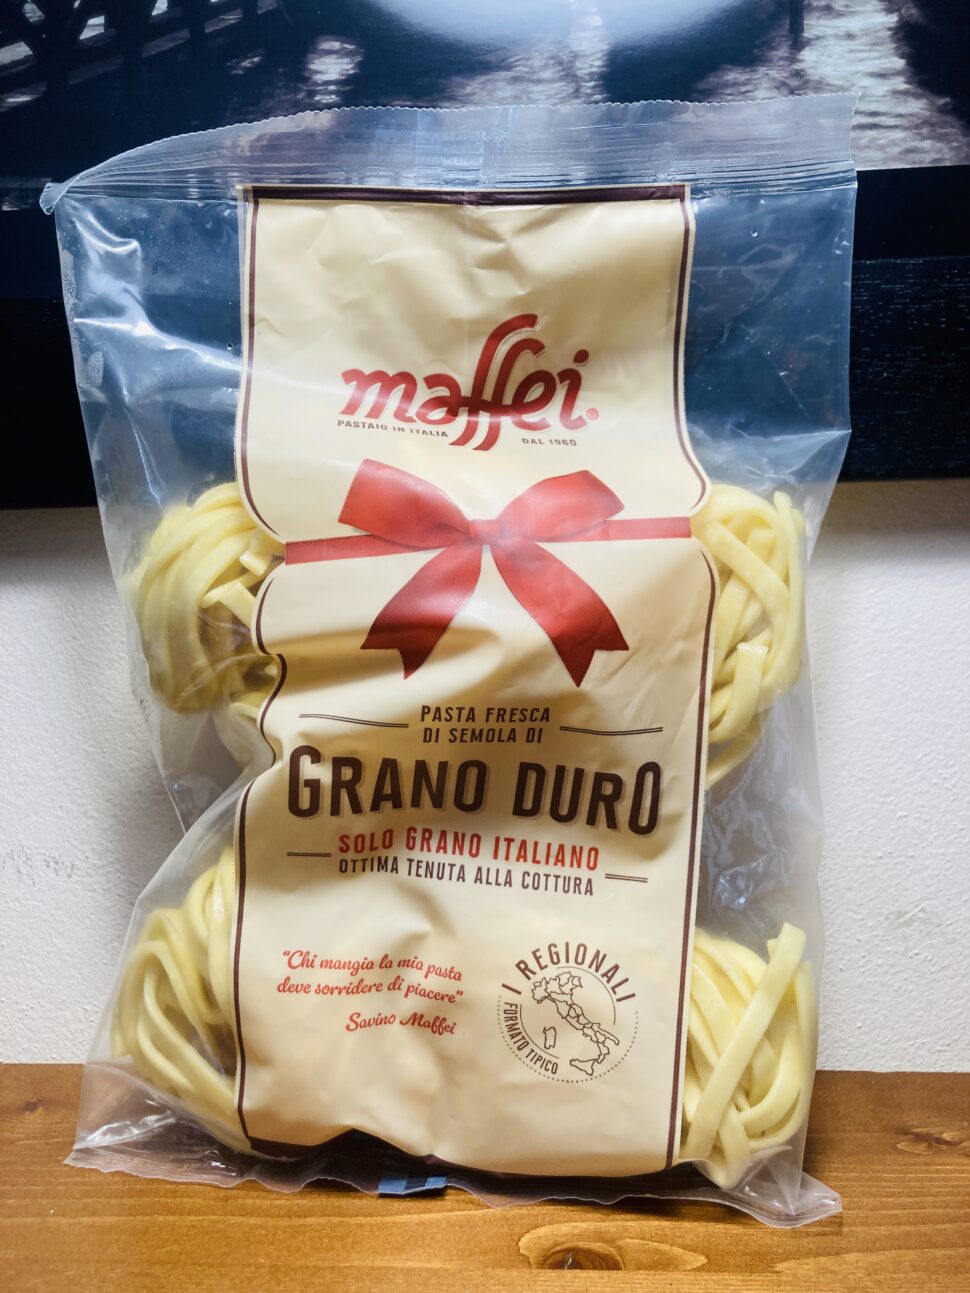 maffei®
PASTAIO IN ITALIA DAL 1960
PASTA FRESCA
DI SEMOLA DI
GRANO DURO
SOLO GRANO ITALIANO
OTTIMA TENUTA ALLA COTTURA
"Chi mangia la mia pasta
deve sorridere di piacere"
Savino Maffei
I REGIONALI
FORMATO TIPICO